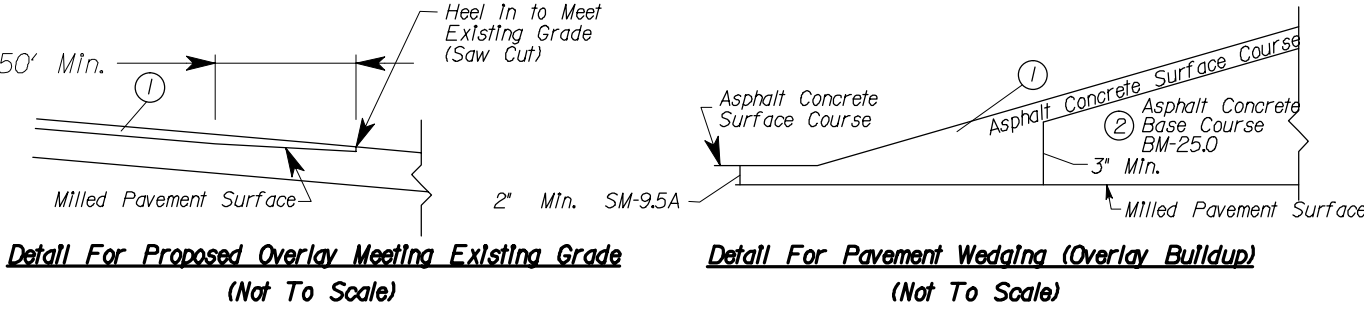 Heel in to Meet
Existing Grade
(Saw Cut)
50' Min.
1
Milled Pavement Surface
Detail For Proposed Overlay Meeting Existing Grade
(Not To Scale)
1
Asphalt Concrete Surface Course
Asphalt Concrete
Surface Course
2
Asphalt Concrete
Base Course
BM-25.0
3" Min.
2" Min. SM-9.5A
Milled Pavement Surface
Detail For Pavement Wedging (Overlay Buildup)
(Not To Scale)